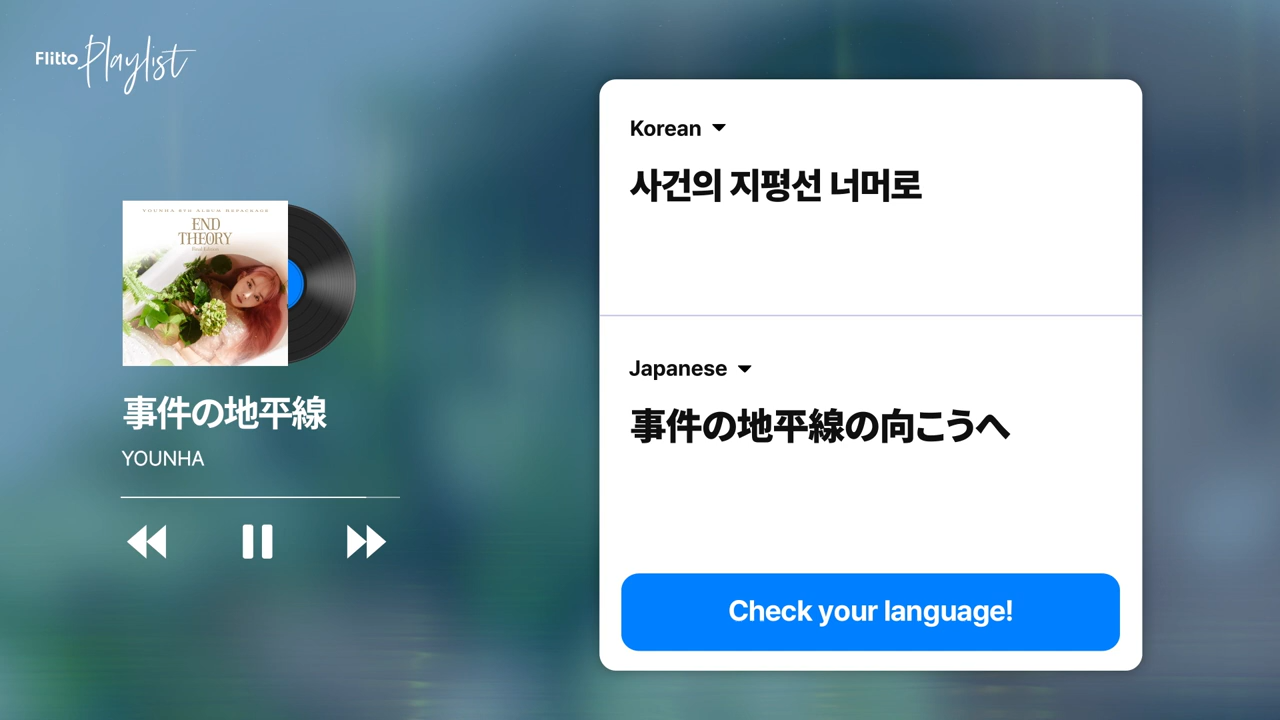 Flitto Playlist
YOUNHA 6TH ALBUM REPACKAGE
END
THEORY
事件の地平線
YOUNHA
Korean
사건의 지평선 너머로
Japanese
事件の地平線の向こうへ
Check your language!